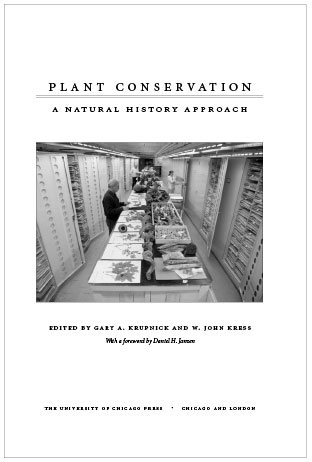 PLANT CONSERVATION
A NATURAL HISTORY APPROACH
EDITED BY GARY A. KRUPNICK AND W. JOHN KRESS
With a foreword by Daniel H. Janzen
THE UNIVERSITY OF CHICAGO PRESS • CHICAGO AND LONDON